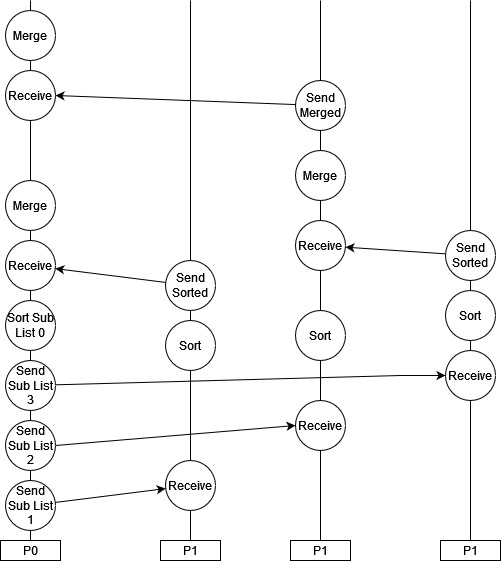 Merge
Receive
Send
Merged
Merge
Merge
Receive
Send
Sorted
Receive
Send
Sorted
Sort Sub
List 0
Sort
Sort
Sort
Send
Sub List
3
Receive
Send
Sub List
2
Receive
Send
Sub List
1
Receive
P0
P1
P1
P1